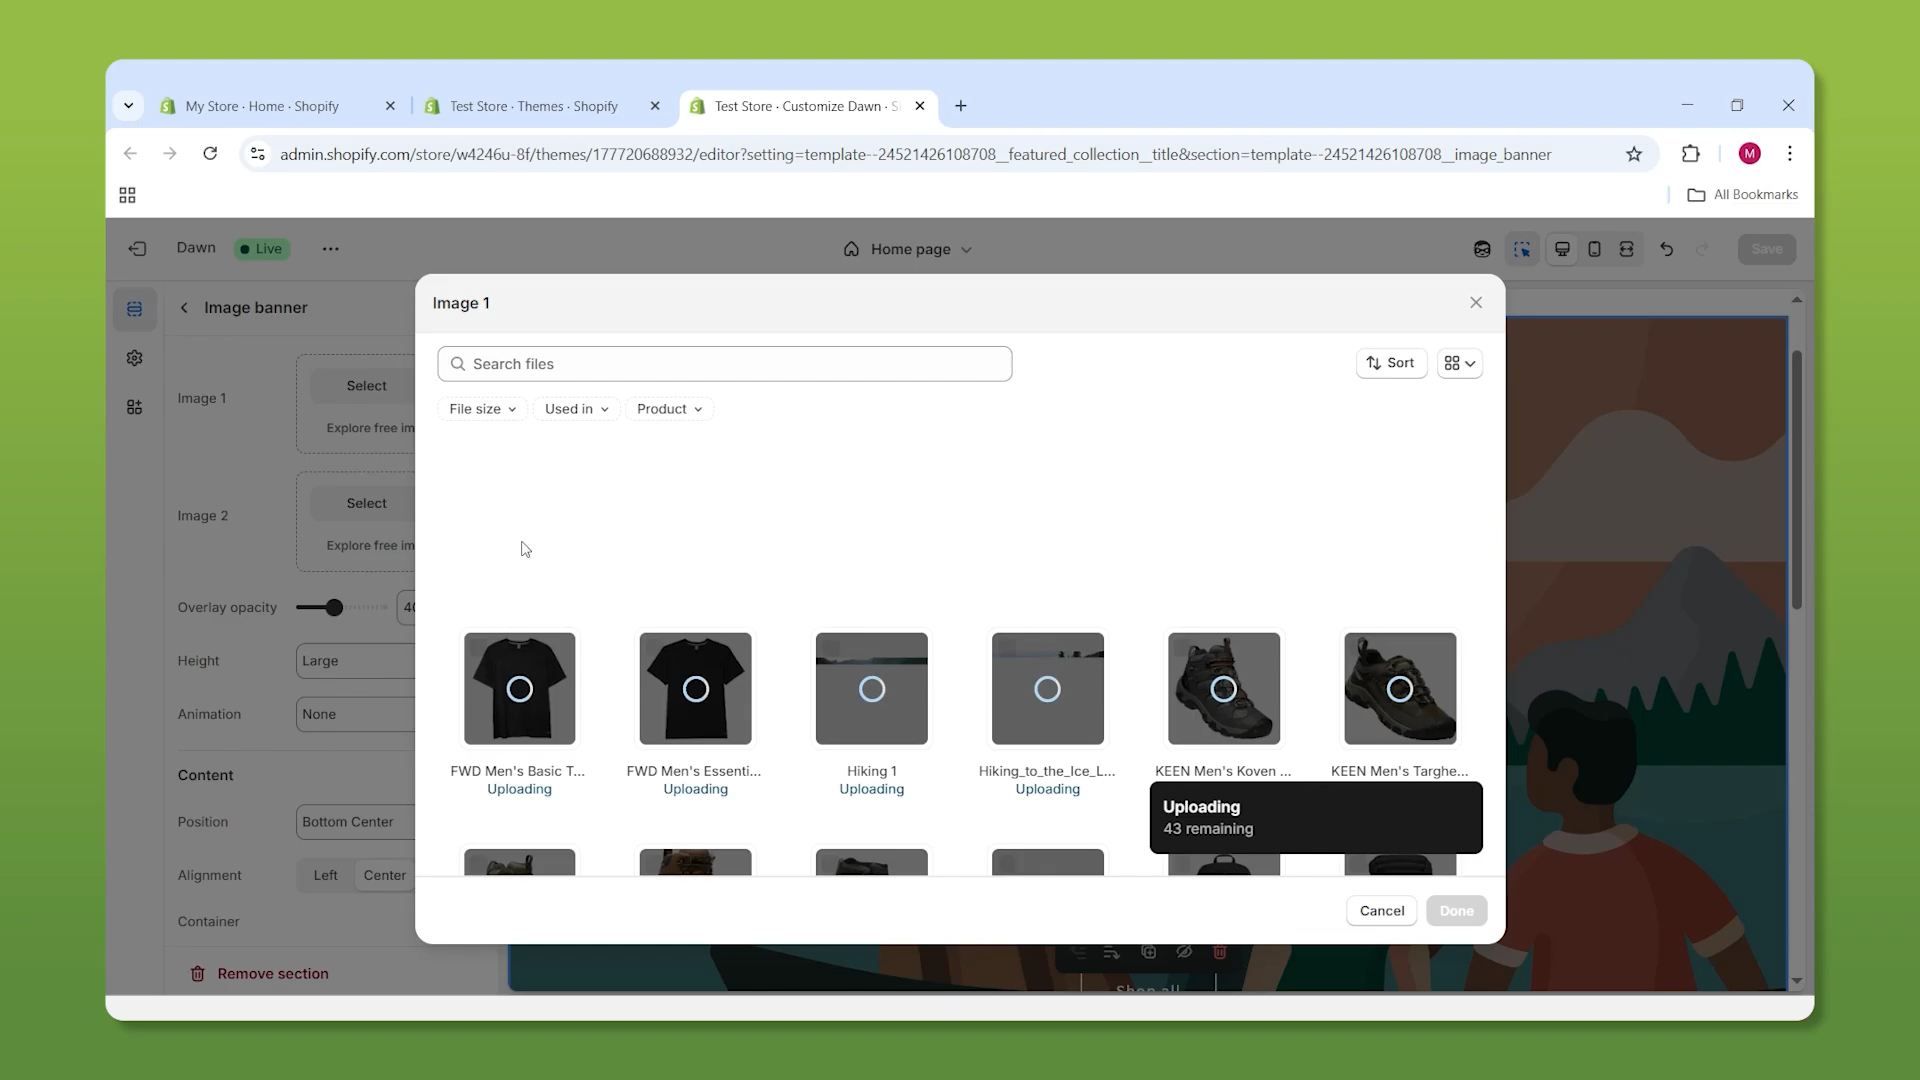 My Store · Home · Shopify
Test Store · Themes · Shopify
Test Store · Customize Dawn · S
admin.shopify.com/store/w4246u-8f/themes/177720688932/editor?setting=template--24521426108708__featured_collection__title&section=template--24521426108708__image_banner
M
All Bookmarks
Dawn
Live
Home page
Save
Image banner
Image 1
Search files
Sort
File size
Used in
Product
Image 1
Select
Explore free im
Image 2
Select
Explore free im
Overlay opacity
40
Height
Large
Animation
None
Content
Position
Bottom Center
Alignment
Left
Center
Container
Remove section
FWD Men's Basic T...
Uploading
FWD Men's Essenti...
Uploading
Hiking 1
Uploading
Hiking_to_the_Ice_L...
Uploading
KEEN Men's Koven ...
KEEN Men's Targhe...
Uploading
43 remaining
Cancel
Done
Shop all